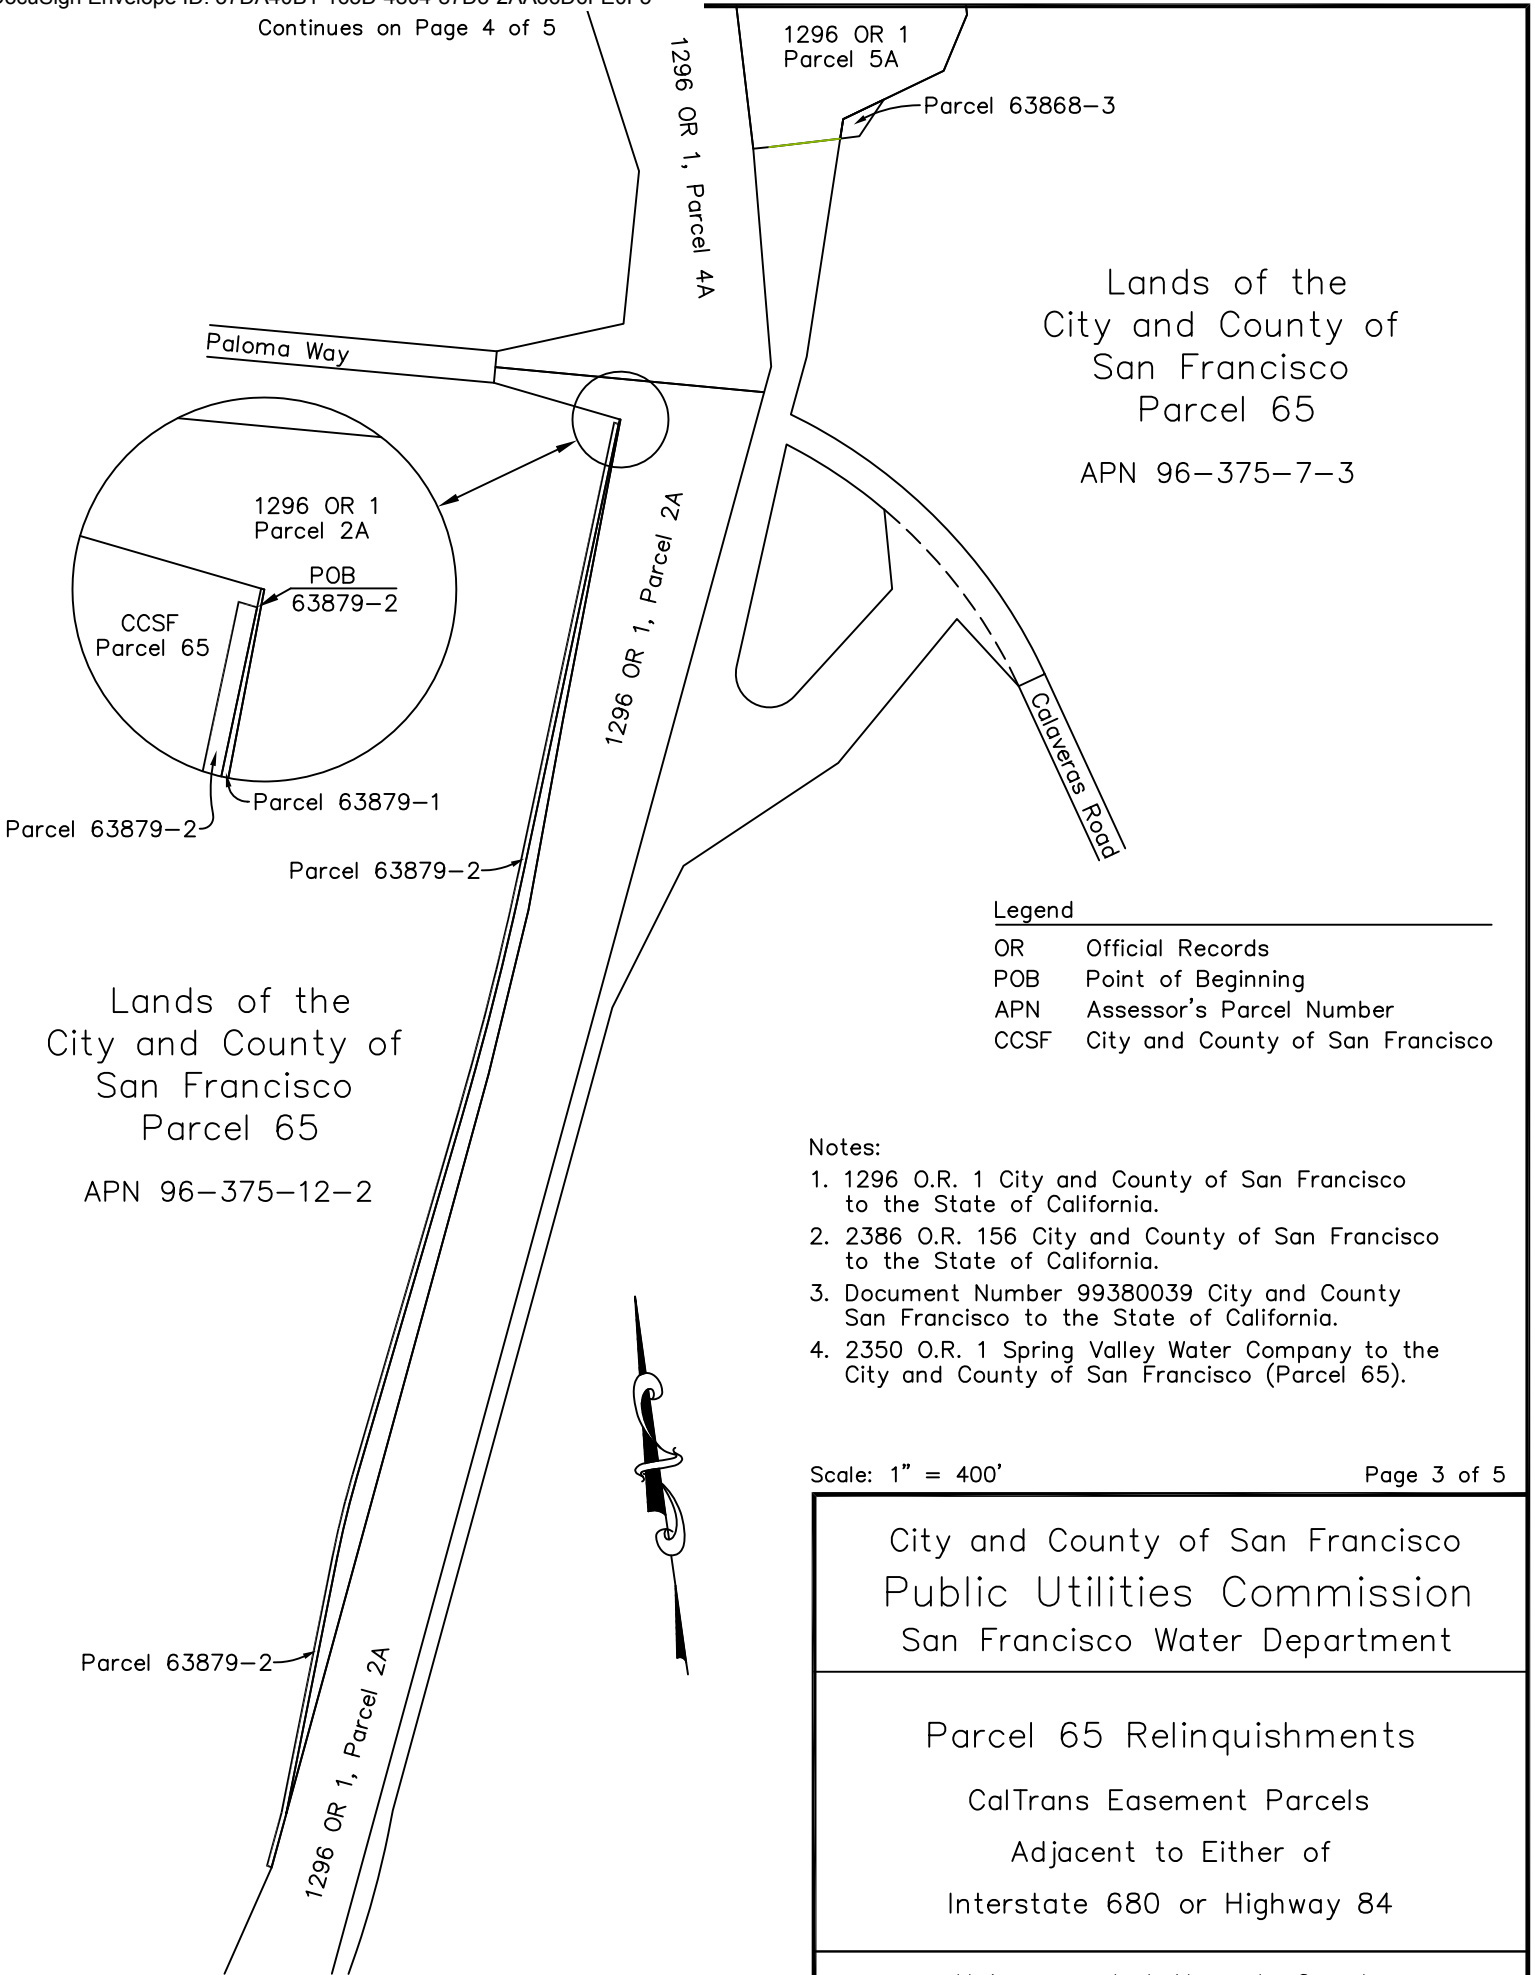 Continues on Page 4 of 5
1296 OR 1
Parcel 5A
Parcel 63868-3
1296 OR 1, Parcel 4A
Lands of the
City and County of
San Francisco
Parcel 65
APN 96-375-7-3
Paloma Way
1296 OR 1
Parcel 2A
POB
63879-2
CCSF
Parcel 65
1296 OR 1, Parcel 2A
Calaveras Road
Parcel 63879-1
Parcel 63879-2
Parcel 63879-2
Legend
OR Official Records
POB Point of Beginning
APN Assessor's Parcel Number
CCSF City and County of San Francisco
Lands of the
City and County of
San Francisco
Parcel 65
APN 96-375-12-2
Notes:
1. 1296 O.R. 1 City and County of San Francisco
to the State of California.
2. 2386 O.R. 156 City and County of San Francisco
to the State of California.
3. Document Number 99380039 City and County
San Francisco to the State of California.
4. 2350 O.R. 1 Spring Valley Water Company to the
City and County of San Francisco (Parcel 65).
Scale: 1" = 400'
Page 3 of 5
City and County of San Francisco
Public Utilities Commission
San Francisco Water Department
Parcel 63879-2
1296 OR 1, Parcel 2A
Parcel 65 Relinquishments
CalTrans Easement Parcels
Adjacent to Either of
Interstate 680 or Highway 84